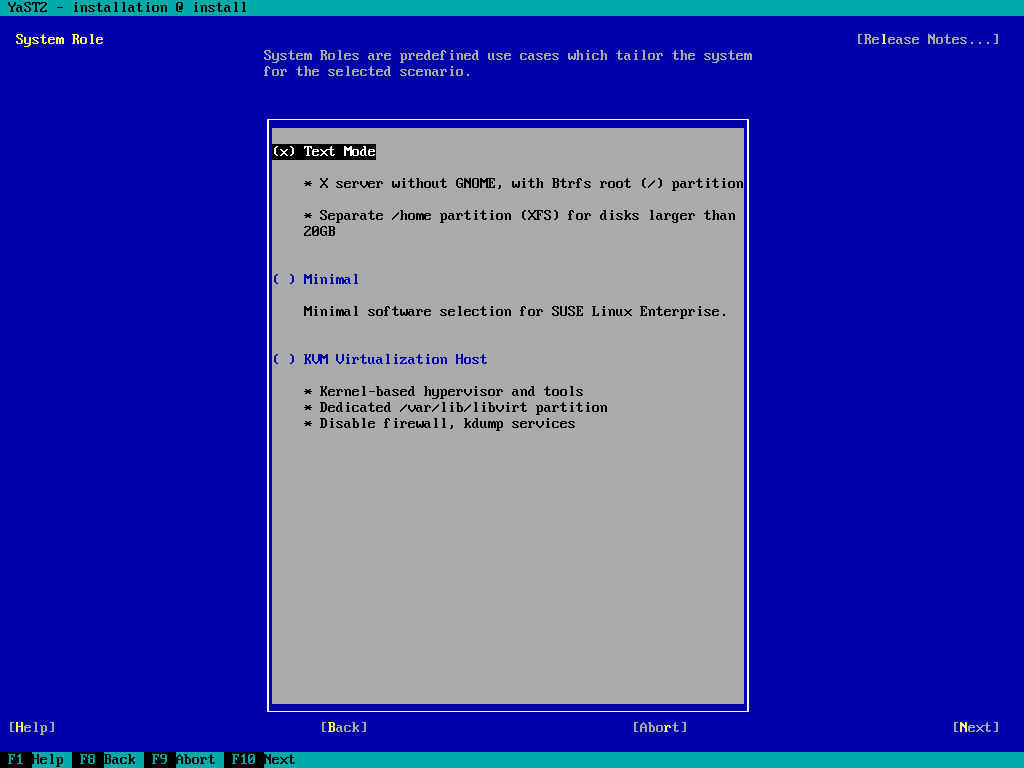 YaST2 - installation @ install
System Role [Release Notes...]
System Roles are predefined use cases which tailor the system
for the selected scenario.
(x) Text Mode
* X server without GNOME, with Btrfs root (/) partition
* Separate /home partition (XFS) for disks larger than
20GB
( ) Minimal
Minimal software selection for SUSE Linux Enterprise.
( ) KVM Virtualization Host
* Kernel-based hypervisor and tools
* Dedicated /var/lib/libvirt partition
* Disable firewall, kdump services
[Help] [Back] [Abort] [Next]
F1 Help F8 Back F9 Abort F10 Next